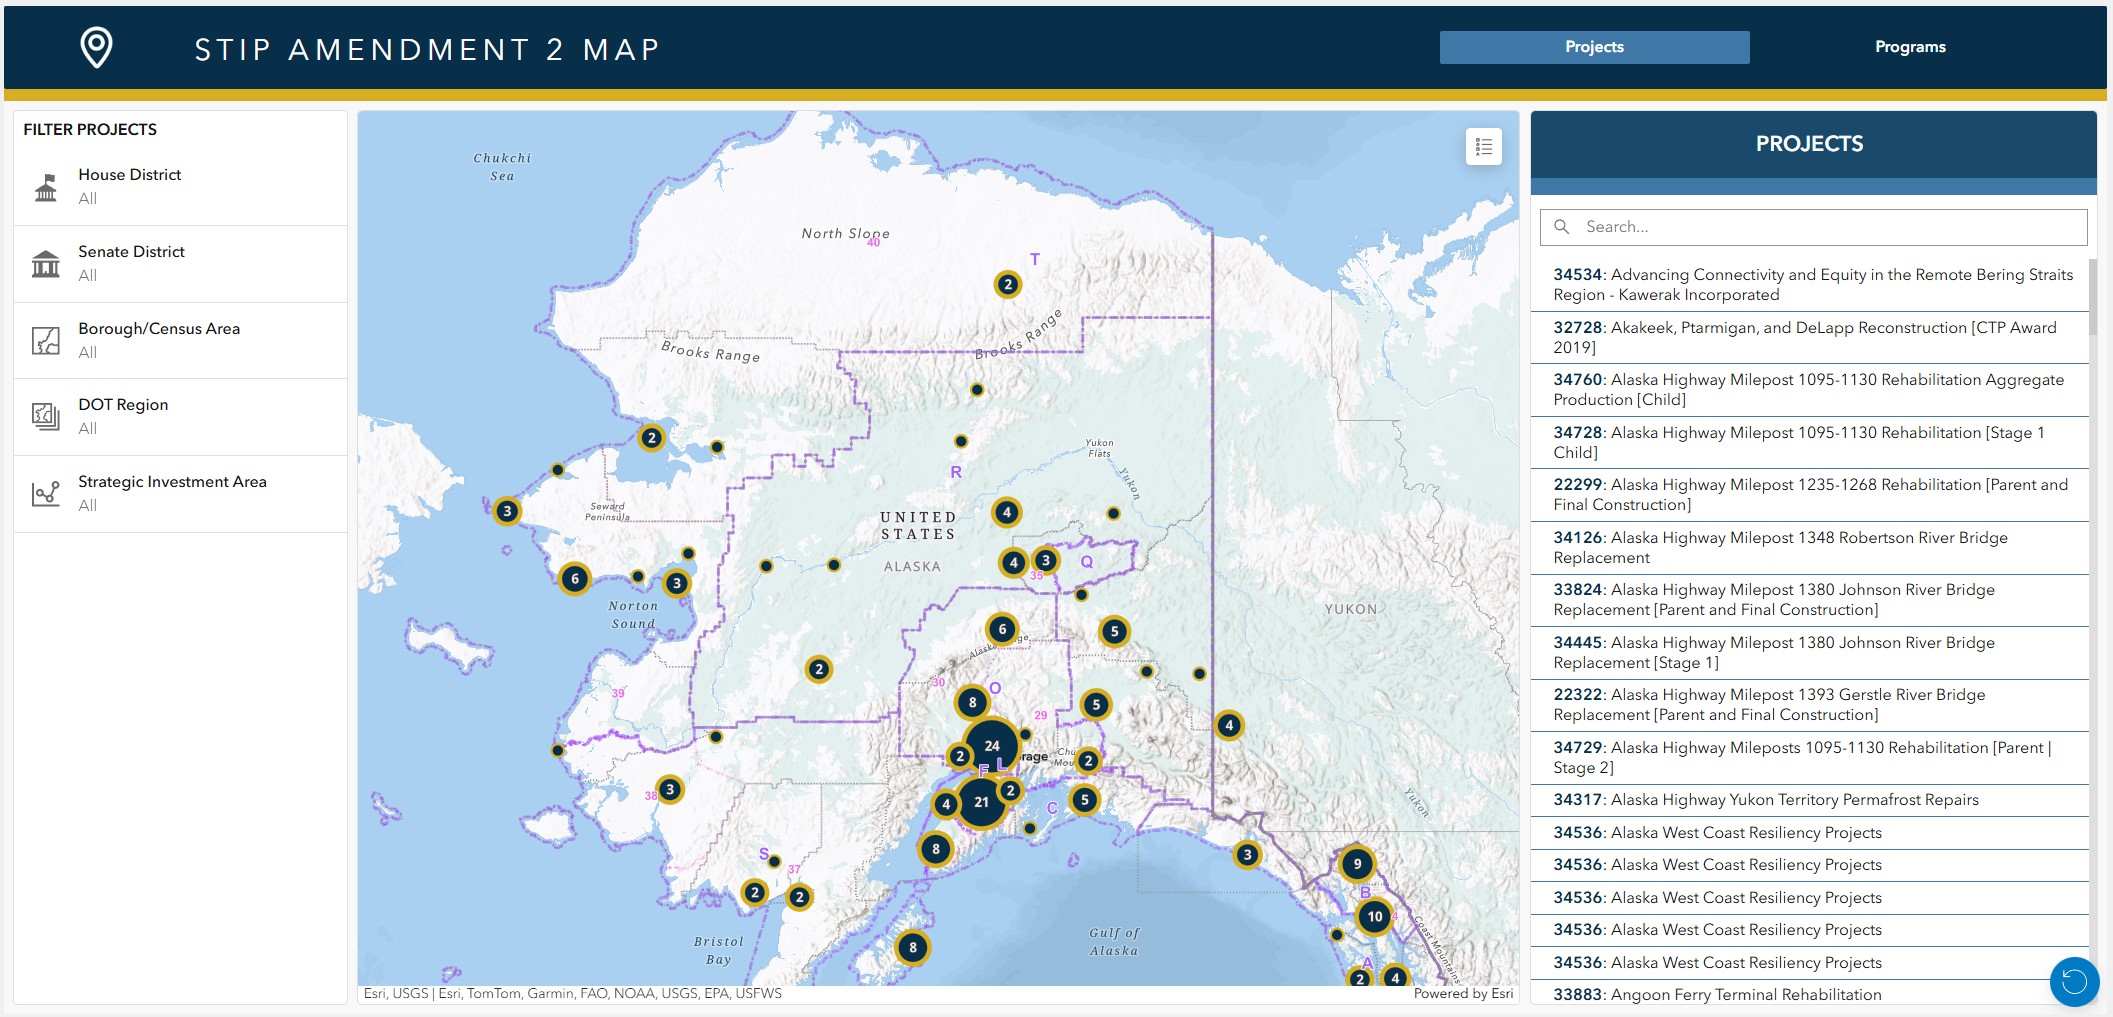 STIP AMENDMENT 2 MAP
Projects
Programs
FILTER PROJECTS
House District
All
Senate District
All
Borough/Census Area
All
DOT Region
All
Strategic Investment Area
All
Chukchi
Sea
North Slope
40
T
2
Brooks Range
Brooks Range
2
R
Yukon
Flats
Yukon
3
Seward
Peninsula
UNITED
STATES
4
ALASKA
4
3
35
Q
6
3
Norton
Sound
YUKON
6
5
2
39
30
O
8
29
5
4
24
2
rage
2
F
L
38
3
4
21
2
C
5
Yukon
8
S
37
3
9
2
2
B
10
4
Coast Mountains
Bristol
Bay
8
Gulf of
Alaska
A
2
4
Esri, USGS | Esri, TomTom, Garmin, FAO, NOAA, USGS, EPA, USFWS
Powered by Esri
PROJECTS
Search...
34534: Advancing Connectivity and Equity in the Remote Bering Straits
Region - Kawerak Incorporated
32728: Akakeek, Ptarmigan, and DeLapp Reconstruction [CTP Award
2019]
34760: Alaska Highway Milepost 1095-1130 Rehabilitation Aggregate
Production [Child]
34728: Alaska Highway Milepost 1095-1130 Rehabilitation [Stage 1
Child]
22299: Alaska Highway Milepost 1235-1268 Rehabilitation [Parent and
Final Construction]
34126: Alaska Highway Milepost 1348 Robertson River Bridge
Replacement
33824: Alaska Highway Milepost 1380 Johnson River Bridge
Replacement [Parent and Final Construction]
34445: Alaska Highway Milepost 1380 Johnson River Bridge
Replacement [Stage 1]
22322: Alaska Highway Milepost 1393 Gerstle River Bridge
Replacement [Parent and Final Construction]
34729: Alaska Highway Mileposts 1095-1130 Rehabilitation [Parent |
Stage 2]
34317: Alaska Highway Yukon Territory Permafrost Repairs
34536: Alaska West Coast Resiliency Projects
34536: Alaska West Coast Resiliency Projects
34536: Alaska West Coast Resiliency Projects
34536: Alaska West Coast Resiliency Projects
34536: Alaska West Coast Resiliency Projects
33883: Angoon Ferry Terminal Rehabilitation